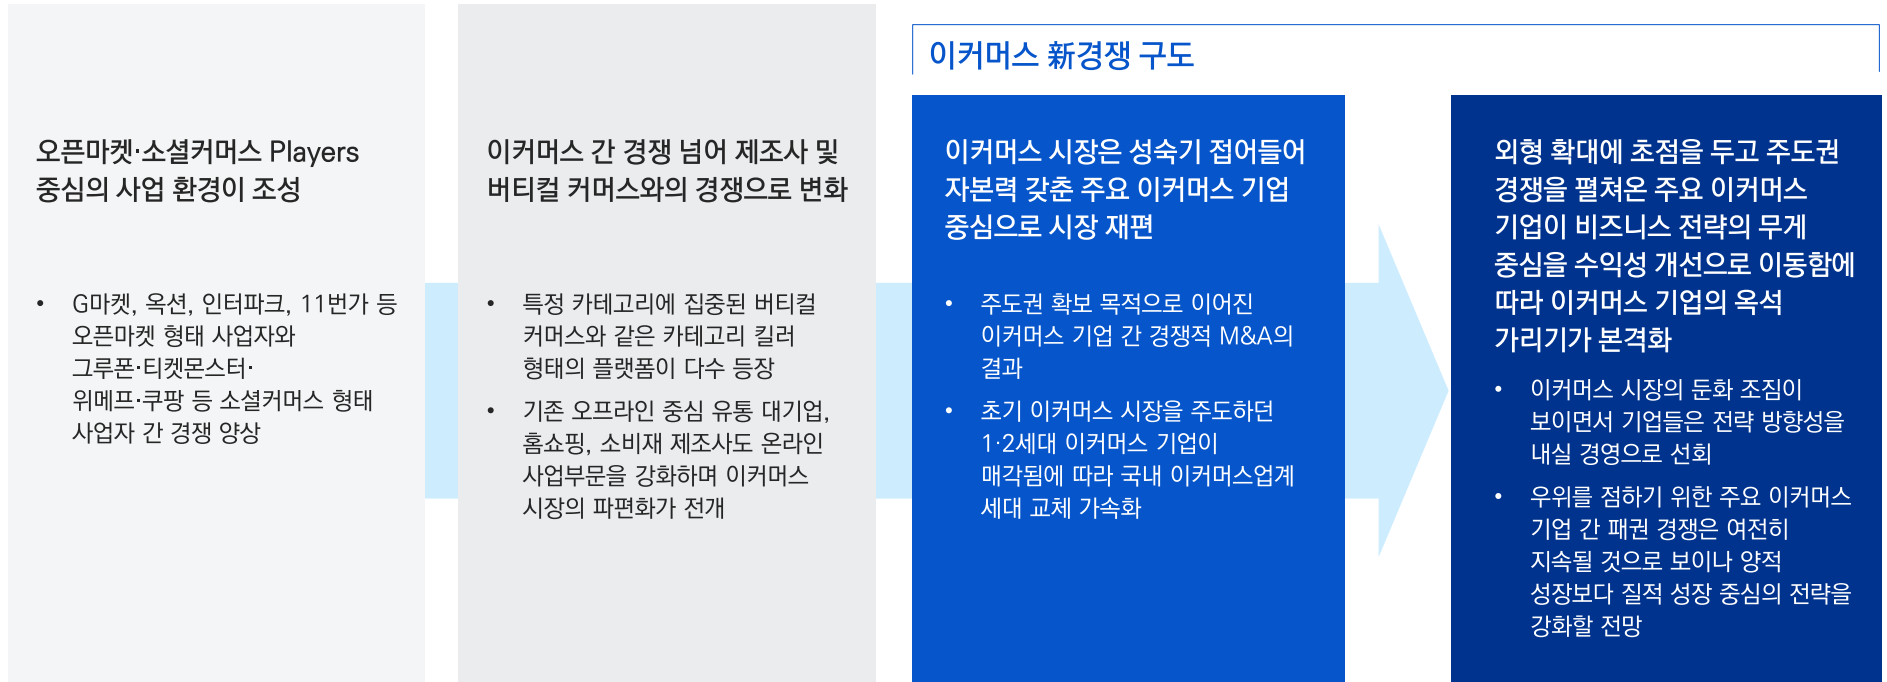 이커머스 新경쟁 구도
오픈마켓·소셜커머스 Players
중심의 사업 환경이 조성
• G마켓, 옥션, 인터파크, 11번가 등
오픈마켓 형태 사업자와
그루폰·티켓몬스터·
위메프·쿠팡 등 소셜커머스 형태
사업자 간 경쟁 양상
이커머스 간 경쟁 넘어 제조사 및
버티컬 커머스와의 경쟁으로 변화
• 특정 카테고리에 집중된 버티컬
커머스와 같은 카테고리 킬러
형태의 플랫폼이 다수 등장
• 기존 오프라인 중심 유통 대기업,
홈쇼핑, 소비재 제조사도 온라인
사업부문을 강화하며 이커머스
시장의 파편화가 전개
이커머스 시장은 성숙기 접어들어
자본력 갖춘 주요 이커머스 기업
중심으로 시장 재편
• 주도권 확보 목적으로 이어진
이커머스 기업 간 경쟁적 M&A의
결과
• 초기 이커머스 시장을 주도하던
1·2세대 이커머스 기업이
매각됨에 따라 국내 이커머스업계
세대 교체 가속화
외형 확대에 초점을 두고 주도권
경쟁을 펼쳐온 주요 이커머스
기업이 비즈니스 전략의 무게
중심을 수익성 개선으로 이동함에
따라 이커머스 기업의 옥석
가리기가 본격화
• 이커머스 시장의 둔화 조짐이
보이면서 기업들은 전략 방향성을
내실 경영으로 선회
• 우위를 점하기 위한 주요 이커머스
기업 간 패권 경쟁은 여전히
지속될 것으로 보이나 양적
성장보다 질적 성장 중심의 전략을
강화할 전망